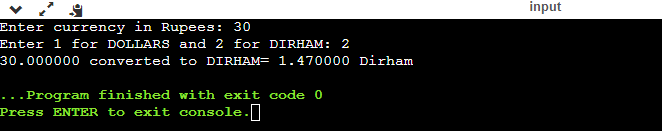 input
Enter currency in Rupees: 30
Enter 1 for DOLLARS and 2 for DIRHAM: 2
30.000000 converted to DIRHAM= 1.470000 Dirham
...Program finished with exit code 0
Press ENTER to exit console.